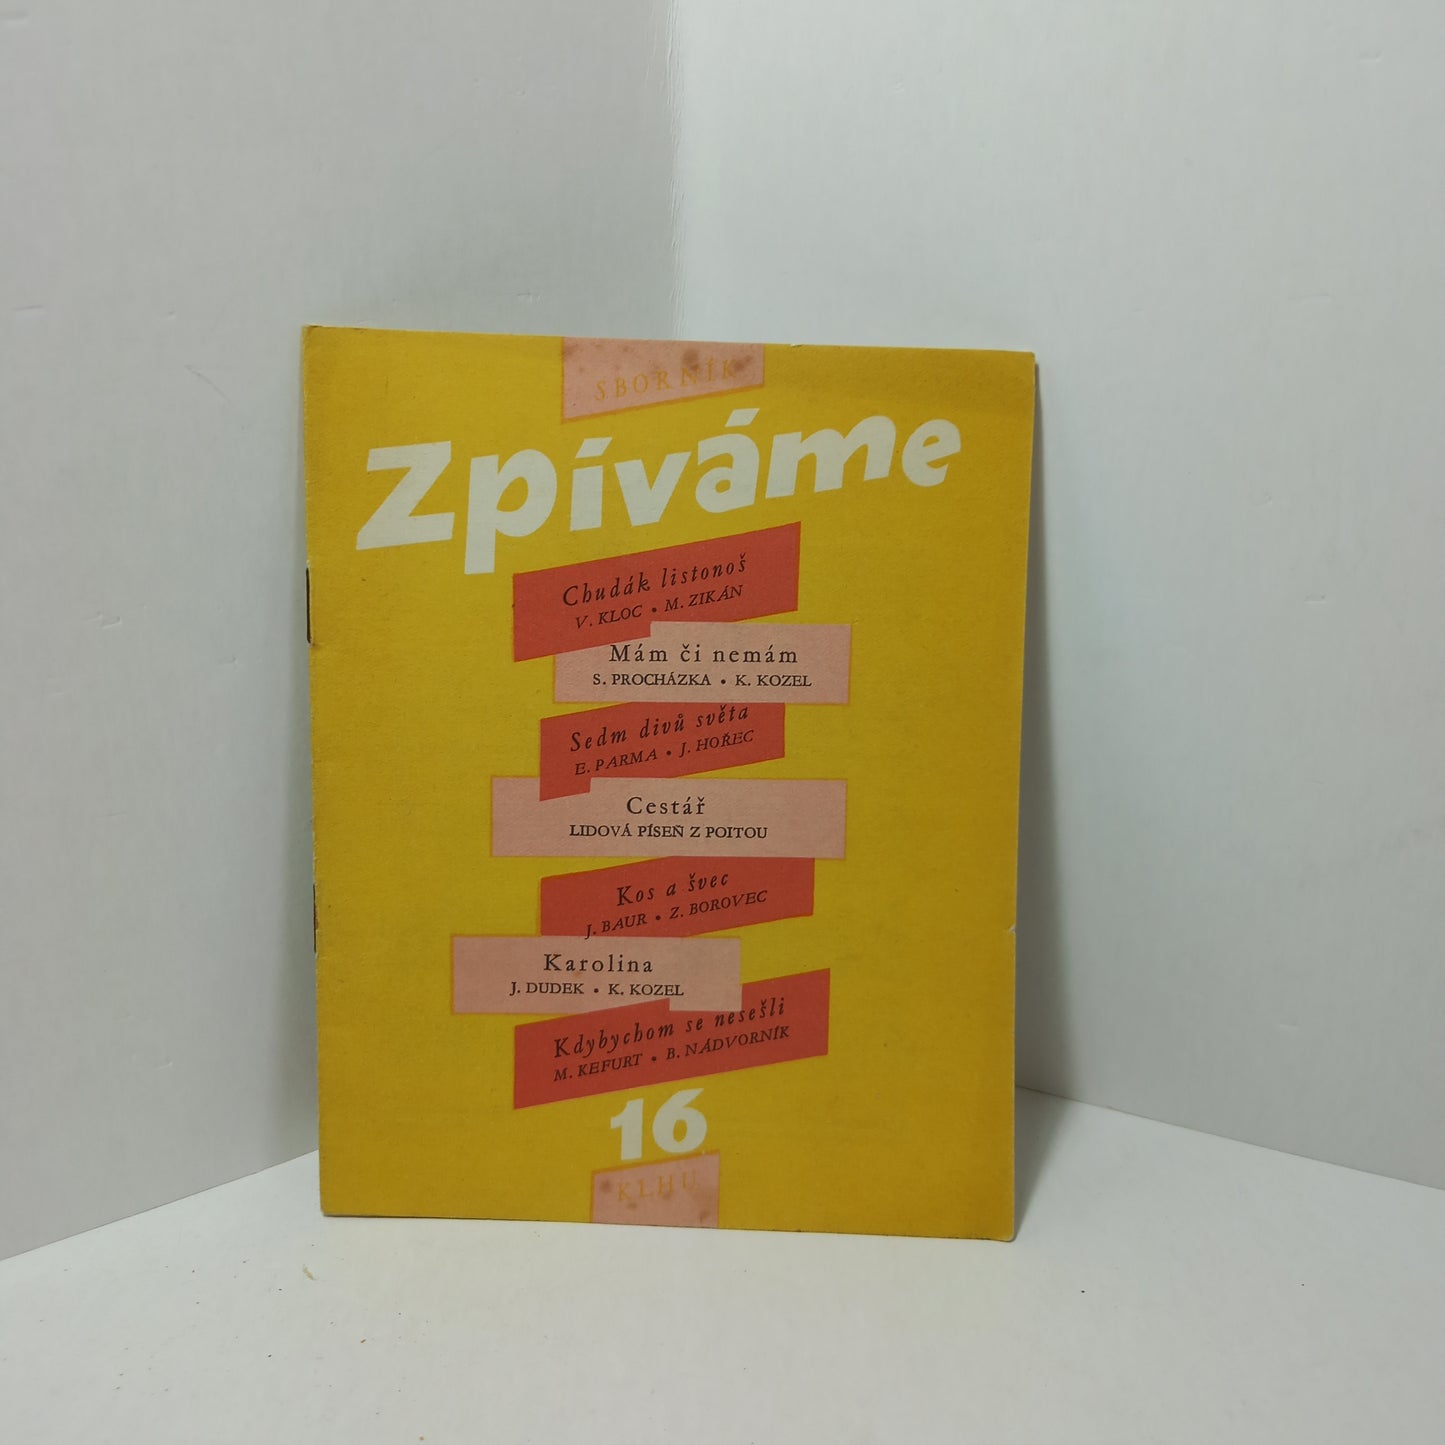 SBORNÍK
Zpíváme
Chudák listonoš
V. KLOC • M. ZIKÁN
Mám či nemám
S. PROCHÁZKA • K. KOZEL
Sedm divů světa
E. PARMA • J. HOŘEC
Cestář
LIDOVÁ PÍSEŇ Z POITOU
Kos a švec
J. BAUR • Z. BOROVEC
Karolina
J. DUDEK • K. KOZEL
Kdybychom se nesešli
M. KEFURT • B. NÁDVORNÍK
16
KLHU